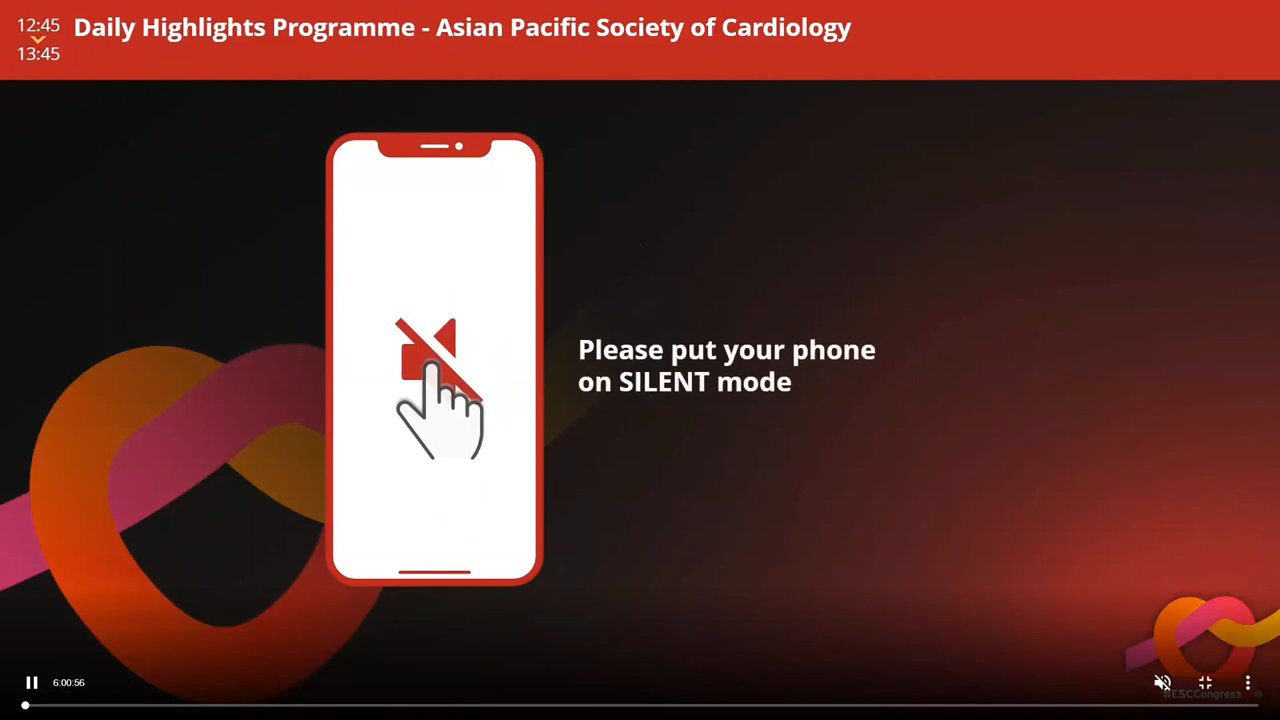 12:45
13:45
Daily Highlights Programme - Asian Pacific Society of Cardiology
Please put your phone
on SILENT mode
6:00:56
#ESCCongress